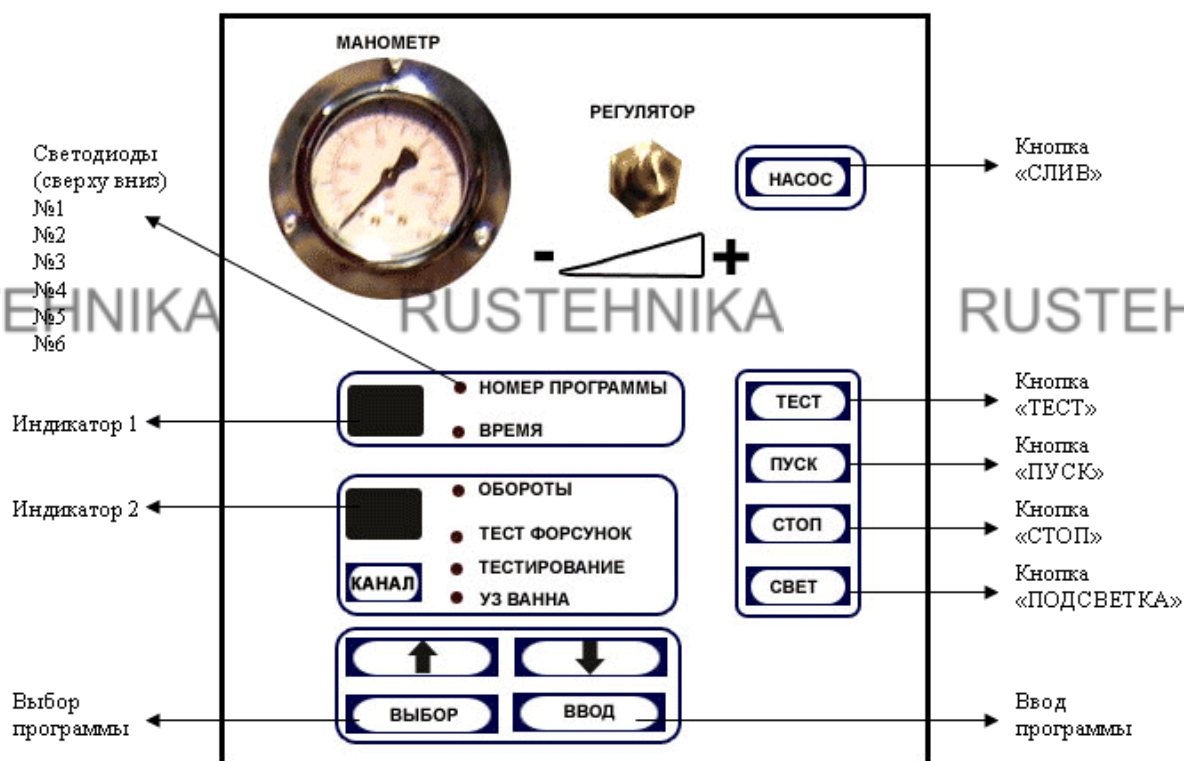 МАНОМЕТР
РЕГУЛЯТОР
НАСОС
Кнопка
«СЛИВ»
Светодиоды
(сверху вниз)
№1
№2
№3
№4
№5
№6
- +
EHNIKA RUSTEHNIKA RUSTEH
НОМЕР ПРОГРАММЫ
ВРЕМЯ
Индикатор 1
ТЕСТ
Кнопка
«ТЕСТ»
ПУСК
Кнопка
«ПУСК»
Индикатор 2
ОБОРОТЫ
ТЕСТ ФОРСУНОК
ТЕСТИРОВАНИЕ
УЗ ВАННА
КАНАЛ
СТОП
Кнопка
«СТОП»
СВЕТ
Кнопка
«ПОДСВЕТКА»
Выбор
программы
ВЫБОР
ВВОД
Ввод
программы